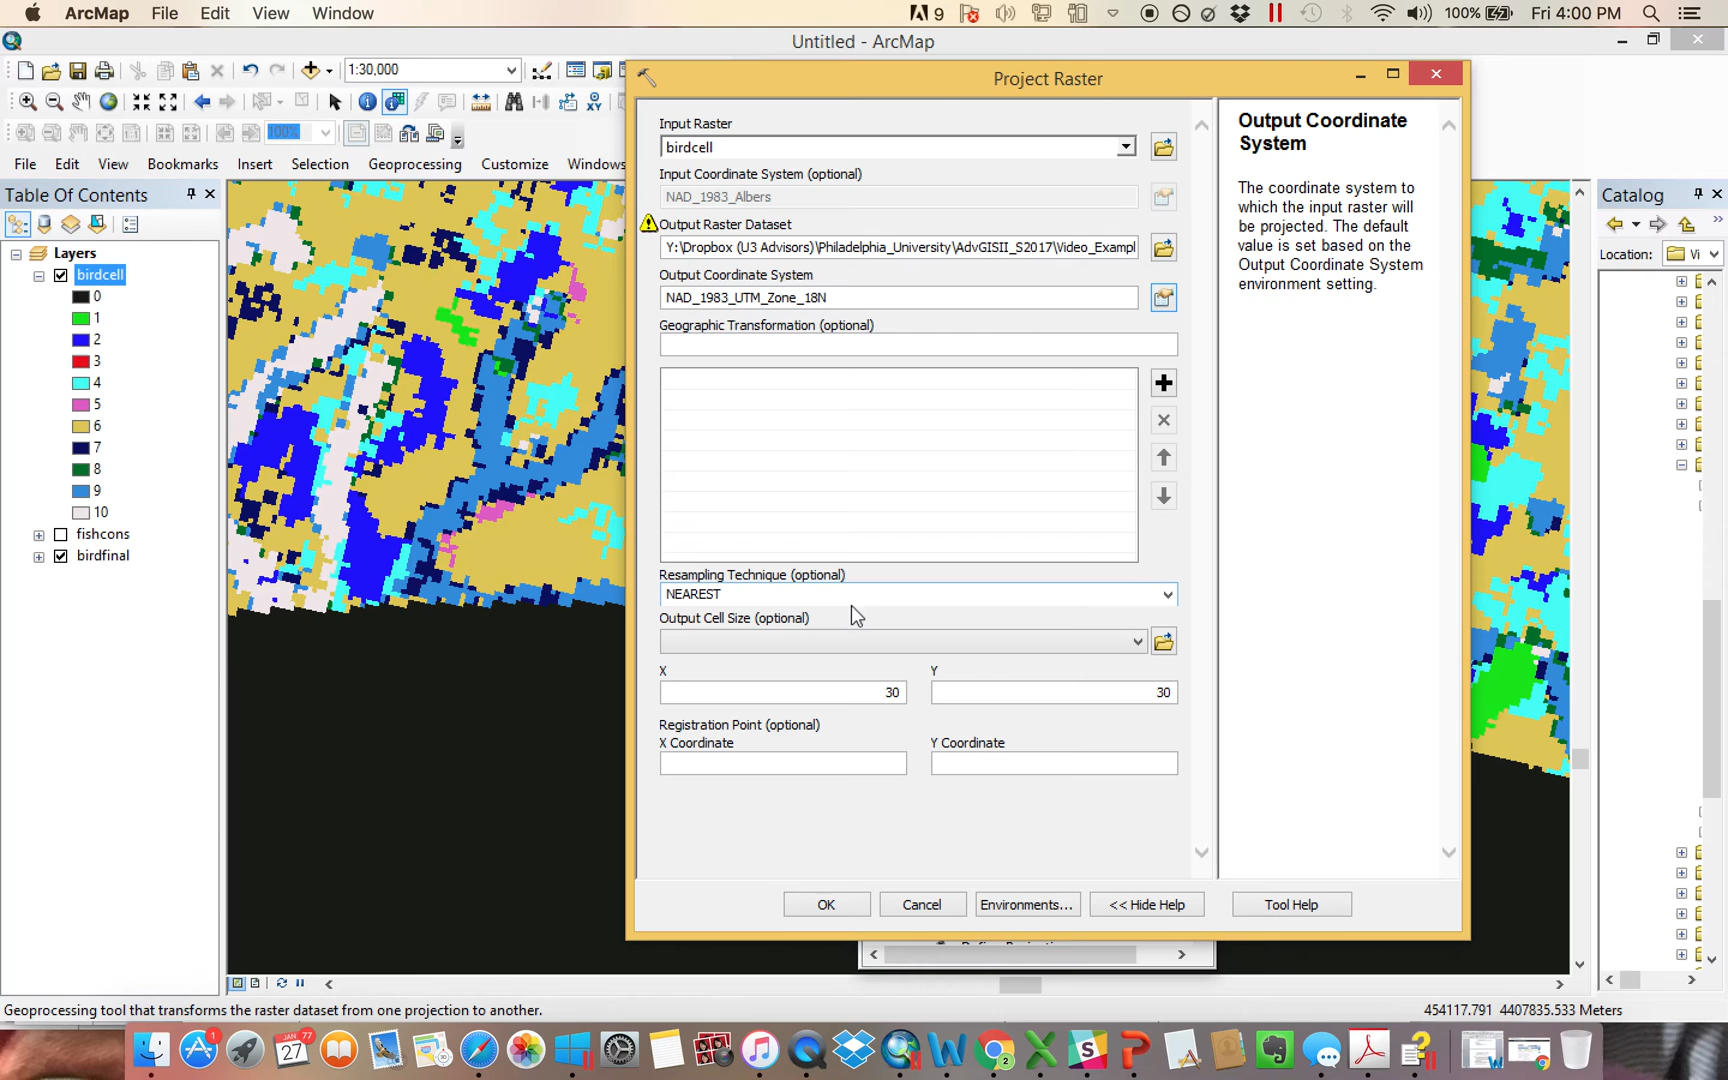 ArcMap File Edit View Window 9 100% Fri 4:00 PM
Untitled - ArcMap
1:30,000
Project Raster
100%
File Edit View Bookmarks Insert Selection Geoprocessing Customize Windows
Table Of Contents
Layers
birdcell
0
1
2
3
4
5
6
7
8
9
10
fishcons
birdfinal
Input Raster
birdcell
Input Coordinate System (optional)
NAD_1983_Albers
Output Raster Dataset
Y:\Dropbox (U3 Advisors)\Philadelphia_University\AdvGISII_S2017\Video_Exampl
Output Coordinate System
NAD_1983_UTM_Zone_18N
Geographic Transformation (optional)
Resampling Technique (optional)
NEAREST
Output Cell Size (optional)
X Y
30 30
Registration Point (optional)
X Coordinate Y Coordinate
OK Cancel Environments... << Hide Help Tool Help
Output Coordinate
System
The coordinate system to
which the input raster will
be projected. The default
value is set based on the
Output Coordinate System
environment setting.
Catalog
Location: Vi
Geoprocessing tool that transforms the raster dataset from one projection to another.
454117.791 4407835.533 Meters
JAN
27
1
2